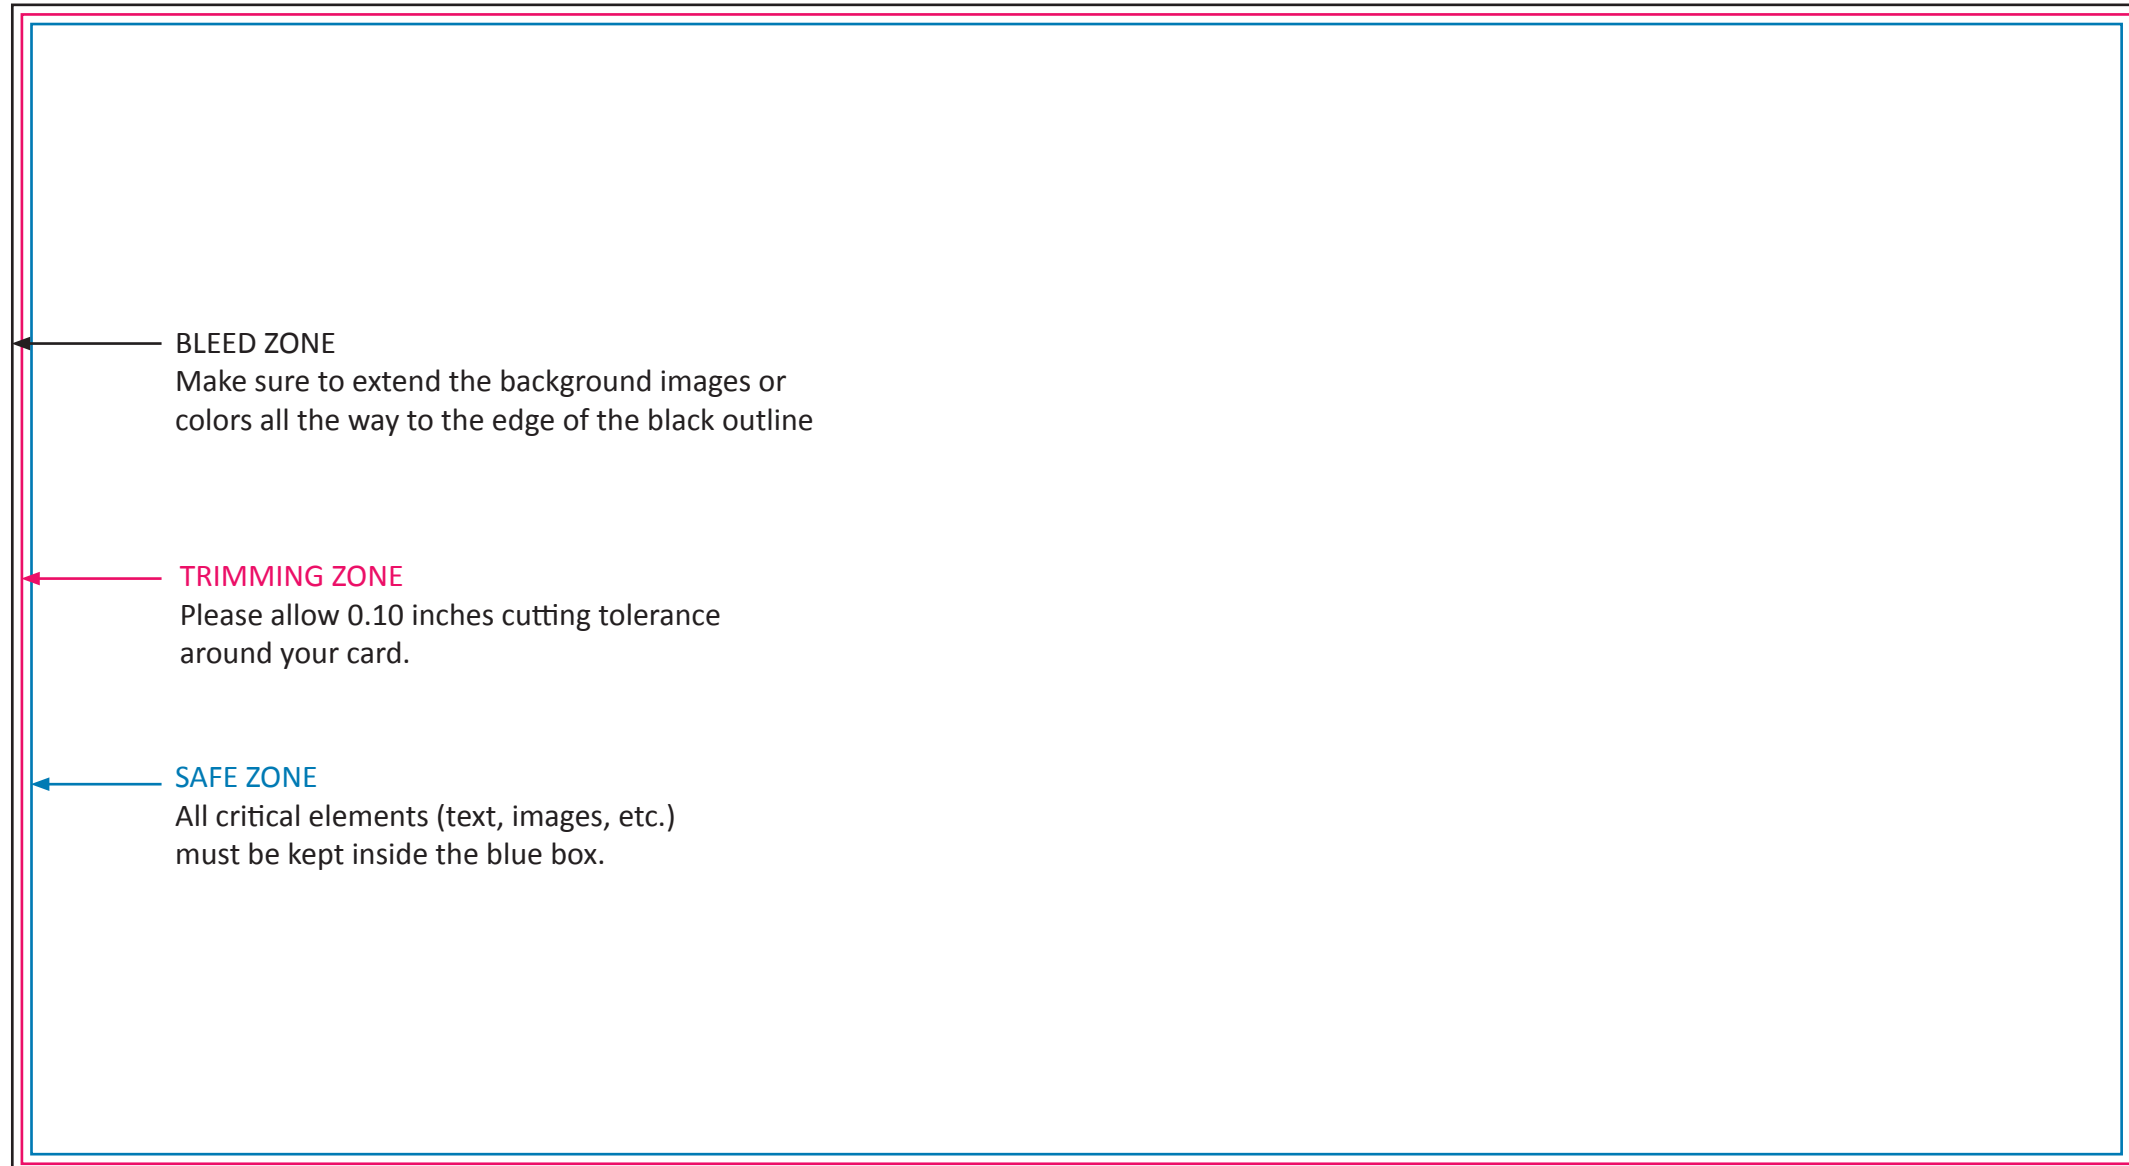 BLEED ZONE
Make sure to extend the background images or
colors all the way to the edge of the black outline
TRIMMING ZONE
Please allow 0.10 inches cutting tolerance
around your card.
SAFE ZONE
All critical elements (text, images, etc.)
must be kept inside the blue box.